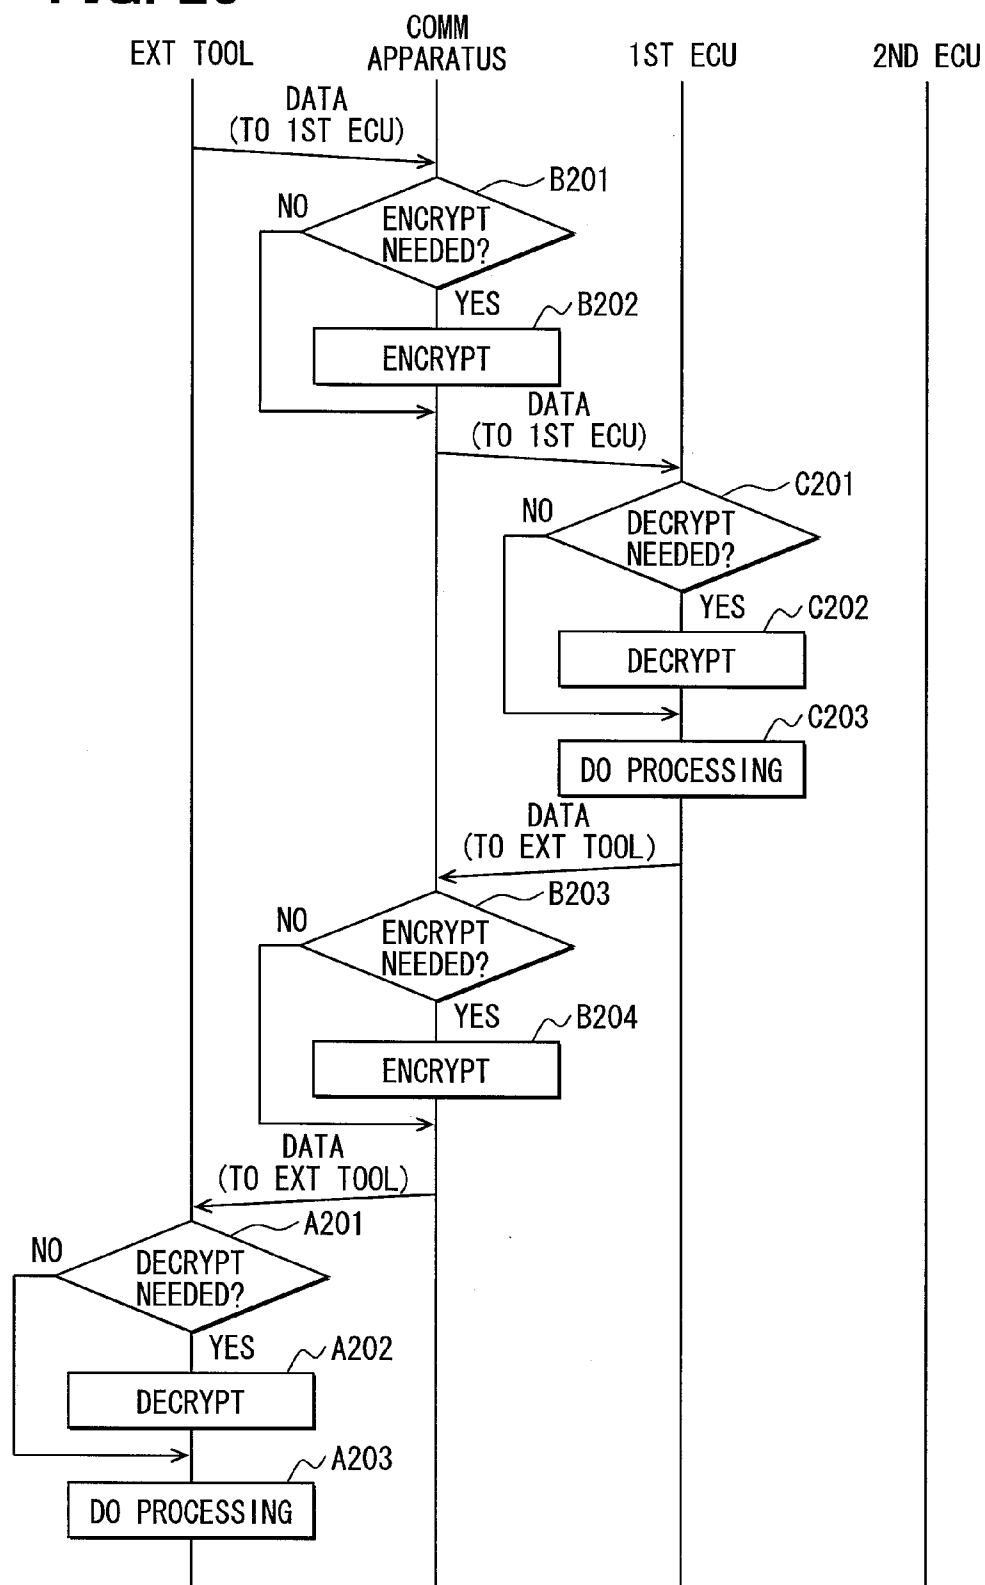 EXT TOOL
COMM
APPARATUS
1ST ECU
2ND ECU
DATA
(TO 1ST ECU)
B201
NO
ENCRYPT
NEEDED?
YES
B202
ENCRYPT
DATA
(TO 1ST ECU)
C201
NO
DECRYPT
NEEDED?
YES
C202
DECRYPT
C203
DO PROCESSING
DATA
(TO EXT TOOL)
B203
NO
ENCRYPT
NEEDED?
YES
B204
ENCRYPT
DATA
(TO EXT TOOL)
A201
NO
DECRYPT
NEEDED?
YES
A202
DECRYPT
A203
DO PROCESSING